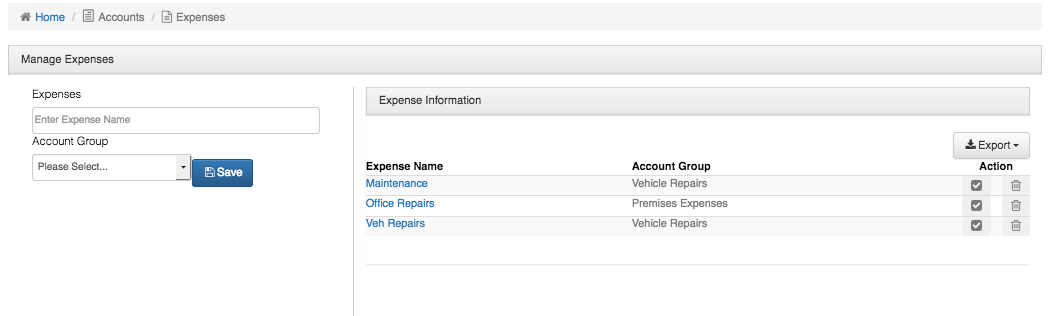 Home / Accounts / Expenses
Manage Expenses
Expenses
Enter Expense Name
Account Group
Please Select...
Save
Expense Information
Export
Expense Name Account Group Action
Maintenance Vehicle Repairs
Office Repairs Premises Expenses
Veh Repairs Vehicle Repairs